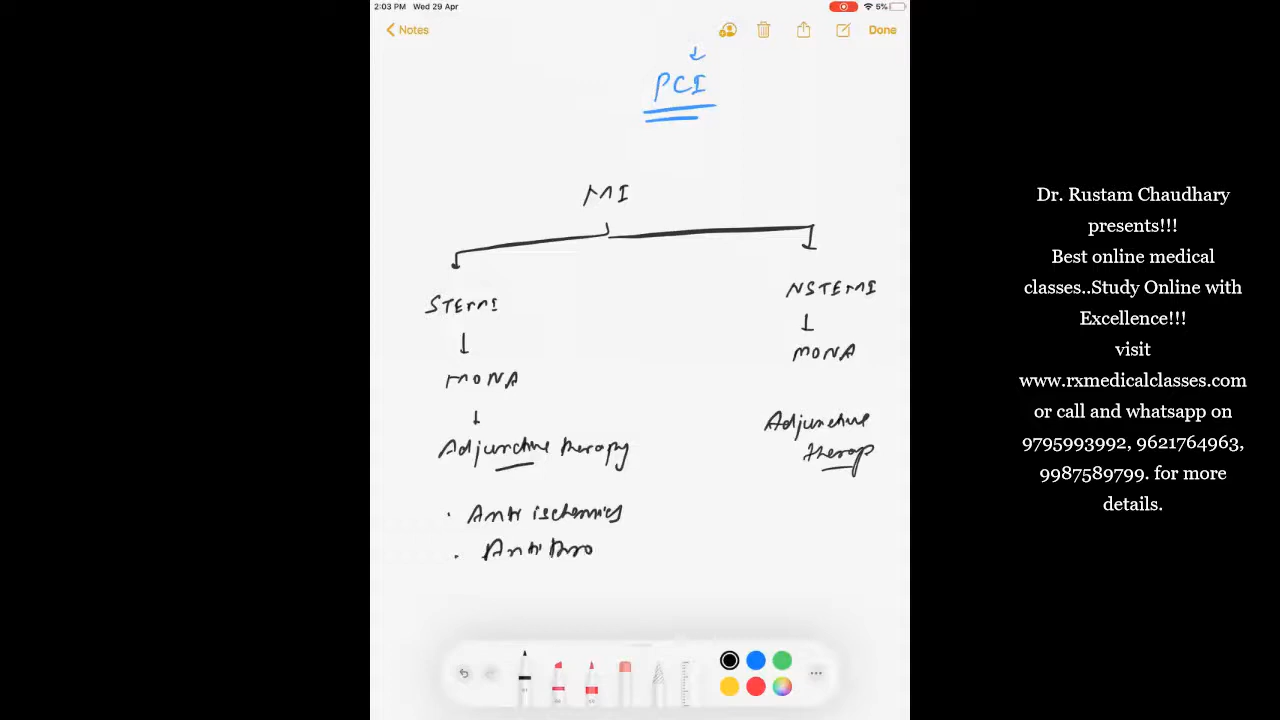 2:03 PM Wed 29 Apr
5%
Notes
Done
PCI
MI
STEMI
NSTEMI
MONA
MONA
Adjunctive therapy
Adjunctive
therap
. Anti ischemics
. Anti thro
Dr. Rustam Chaudhary
presents!!!
Best online medical
classes..Study Online with
Excellence!!!
visit
www.rxmedicalclasses.com
or call and whatsapp on
9795993992, 9621764963,
9987589799. for more
details.